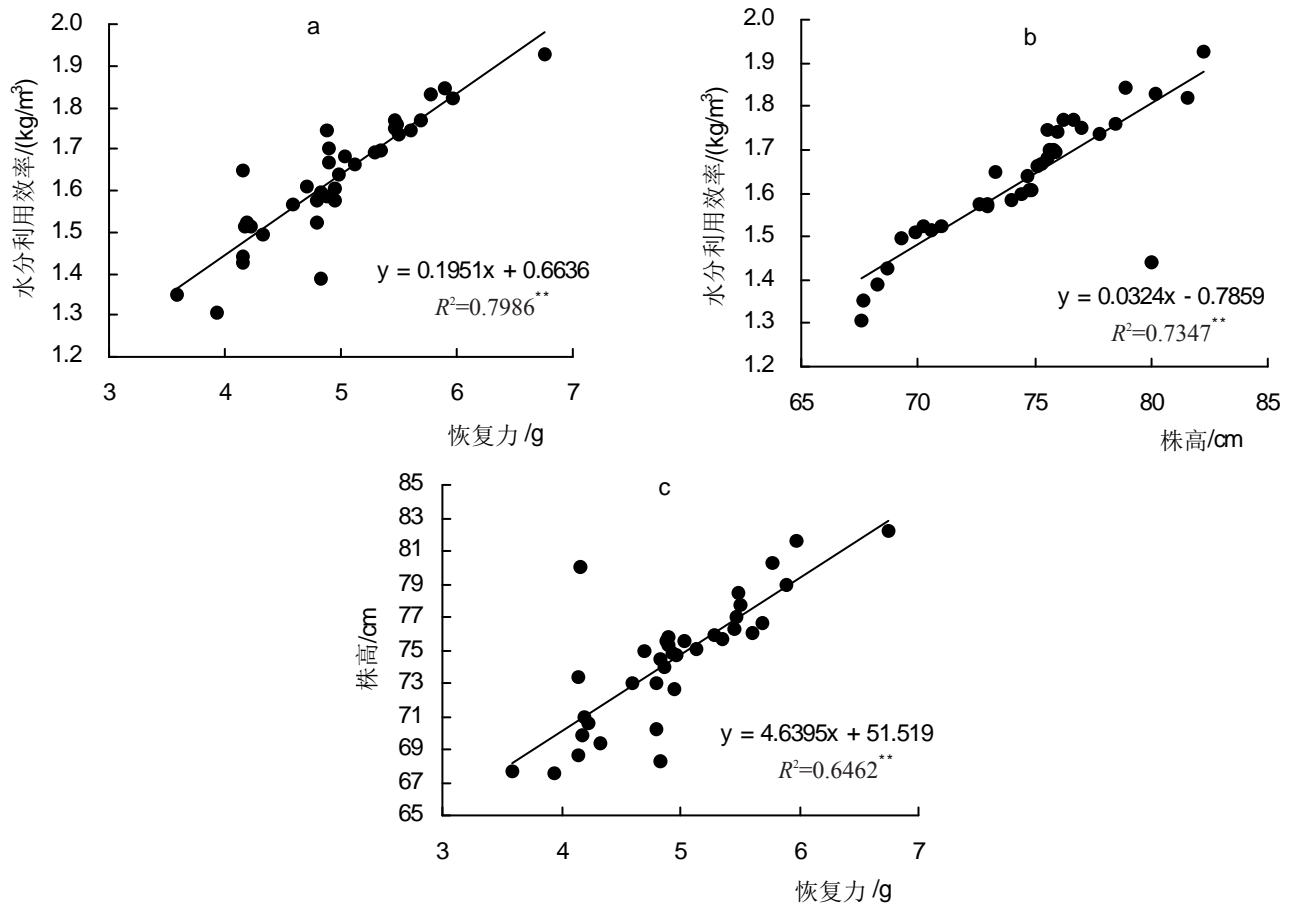 a
水分利用效率/(kg/m³)
2.0
1.9
1.8
1.7
1.6
1.5
1.4
1.3
1.2
y = 0.1951x + 0.6636
R²=0.7986**
3 4 5 6 7
恢复力 /g
b
水分利用效率/(kg/m³)
2.0
1.9
1.8
1.7
1.6
1.5
1.4
1.3
1.2
y = 0.0324x - 0.7859
R²=0.7347**
65 70 75 80 85
株高/cm
c
株高/cm
85
83
81
79
77
75
73
71
69
67
65
y = 4.6395x + 51.519
R²=0.6462**
3 4 5 6 7
恢复力 /g